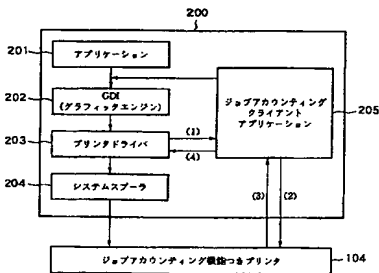 200
201
アプリケーション
202
GDI
(グラフィックエンジン)
203
プリンタドライバ
204
システムスプーラ
ジョブアカウンティング
クライアント
アプリケーション
205
(1)
(4)
(3)
(2)
ジョブアカウンティング機能つきプリンタ
104